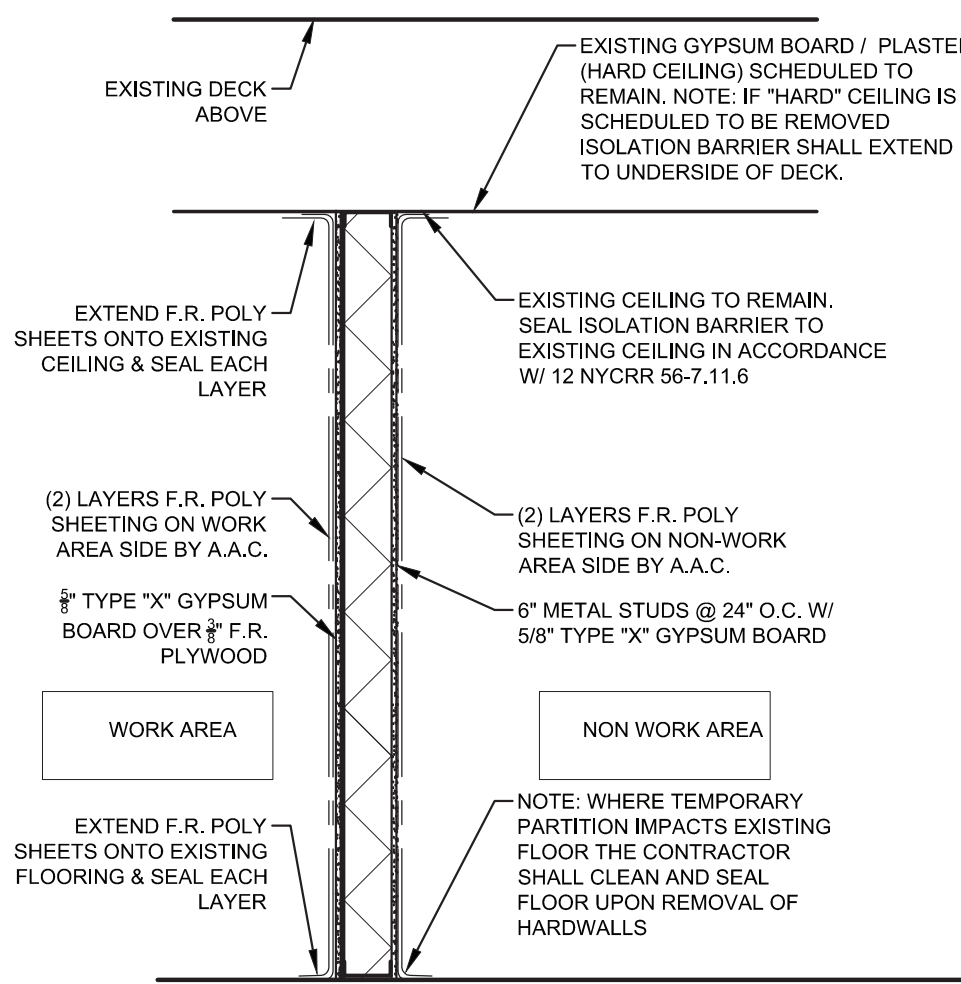 EXISTING DECK
ABOVE
EXISTING GYPSUM BOARD / PLASTER
(HARD CEILING) SCHEDULED TO
REMAIN. NOTE: IF "HARD" CEILING IS
SCHEDULED TO BE REMOVED
ISOLATION BARRIER SHALL EXTEND
TO UNDERSIDE OF DECK.
EXTEND F.R. POLY
SHEETS ONTO EXISTING
CEILING & SEAL EACH
LAYER
EXISTING CEILING TO REMAIN.
SEAL ISOLATION BARRIER TO
EXISTING CEILING IN ACCORDANCE
W/ 12 NYCRR 56-7.11.6
(2) LAYERS F.R. POLY
SHEETING ON WORK
AREA SIDE BY A.A.C.
(2) LAYERS F.R. POLY
SHEETING ON NON-WORK
AREA SIDE BY A.A.C.
5/8" TYPE "X" GYPSUM
BOARD OVER 3/8" F.R.
PLYWOOD
6" METAL STUDS @ 24" O.C. W/
5/8" TYPE "X" GYPSUM BOARD
WORK AREA
NON WORK AREA
EXTEND F.R. POLY
SHEETS ONTO EXISTING
FLOORING & SEAL EACH
LAYER
NOTE: WHERE TEMPORARY
PARTITION IMPACTS EXISTING
FLOOR THE CONTRACTOR
SHALL CLEAN AND SEAL
FLOOR UPON REMOVAL OF
HARDWALLS